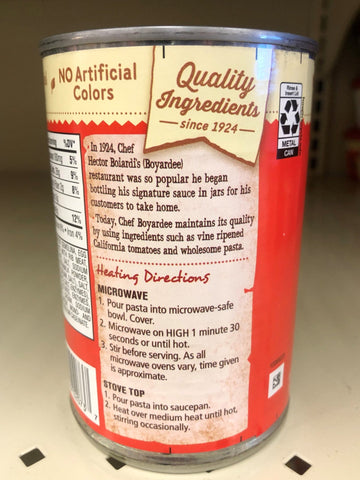 NO Artificial
Colors
Quality
Ingredients
since 1924
Rinse &
Insert Lid
METAL
CAN
%DV*
5%
9%
8%
12%
Iron 4%
• In 1924, Chef
Hector Boiardi's (Boyardee)
restaurant was so popular he began
bottling his signature sauce in jars for his
customers to take home.
• Today, Chef Boyardee maintains its quality
by using ingredients such as vine ripened
California tomatoes and wholesome pasta.
Heating Directions
MICROWAVE
1. Pour pasta into microwave-safe
bowl. Cover.
2. Microwave on HIGH 1 minute 30
seconds or until hot.
3. Stir before serving. As all
microwave ovens vary, time given
is approximate.
STOVE TOP
1. Pour pasta into saucepan.
2. Heat over medium heat until hot,
stirring occasionally.